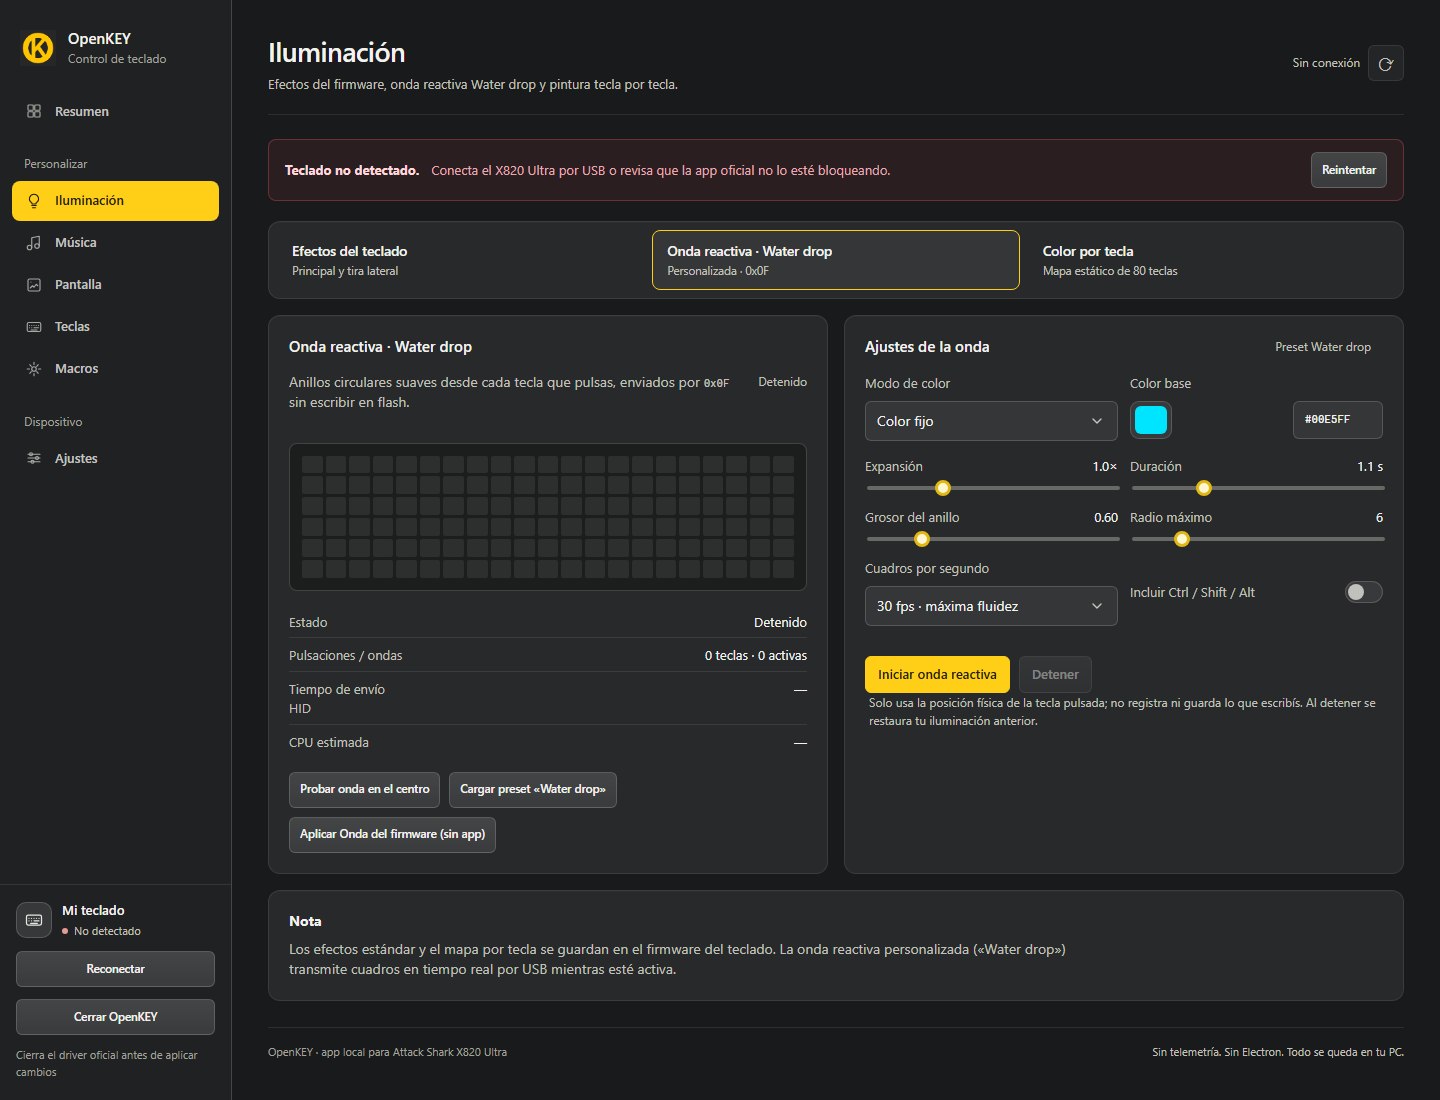 OpenKEY
Control de teclado
Resumen
Personalizar
Iluminación
Música
Pantalla
Teclas
Macros
Dispositivo
Ajustes
Mi teclado
No detectado
Reconectar
Cerrar OpenKEY
Cierra el driver oficial antes de aplicar
cambios
Iluminación
Efectos del firmware, onda reactiva Water drop y pintura tecla por tecla.
Sin conexión
Teclado no detectado. Conecta el X820 Ultra por USB o revisa que la app oficial no lo esté bloqueando.
Reintentar
Efectos del teclado
Principal y tira lateral
Onda reactiva · Water drop
Personalizada · 0x0F
Color por tecla
Mapa estático de 80 teclas
Onda reactiva · Water drop
Anillos circulares suaves desde cada tecla que pulsas, enviados por 0x0F
sin escribir en flash.
Detenido
Estado
Detenido
Pulsaciones / ondas
0 teclas · 0 activas
Tiempo de envío
HID
—
CPU estimada
—
Probar onda en el centro
Cargar preset «Water drop»
Aplicar Onda del firmware (sin app)
Ajustes de la onda
Preset Water drop
Modo de color
Color fijo
Color base
#00E5FF
Expansión
1.0×
Duración
1.1 s
Grosor del anillo
0.60
Radio máximo
6
Cuadros por segundo
30 fps · máxima fluidez
Incluir Ctrl / Shift / Alt
Iniciar onda reactiva
Detener
Solo usa la posición física de la tecla pulsada; no registra ni guarda lo que escribís. Al detener se
restaura tu iluminación anterior.
Nota
Los efectos estándar y el mapa por tecla se guardan en el firmware del teclado. La onda reactiva personalizada («Water drop»)
transmite cuadros en tiempo real por USB mientras esté activa.
OpenKEY · app local para Attack Shark X820 Ultra
Sin telemetría. Sin Electron. Todo se queda en tu PC.